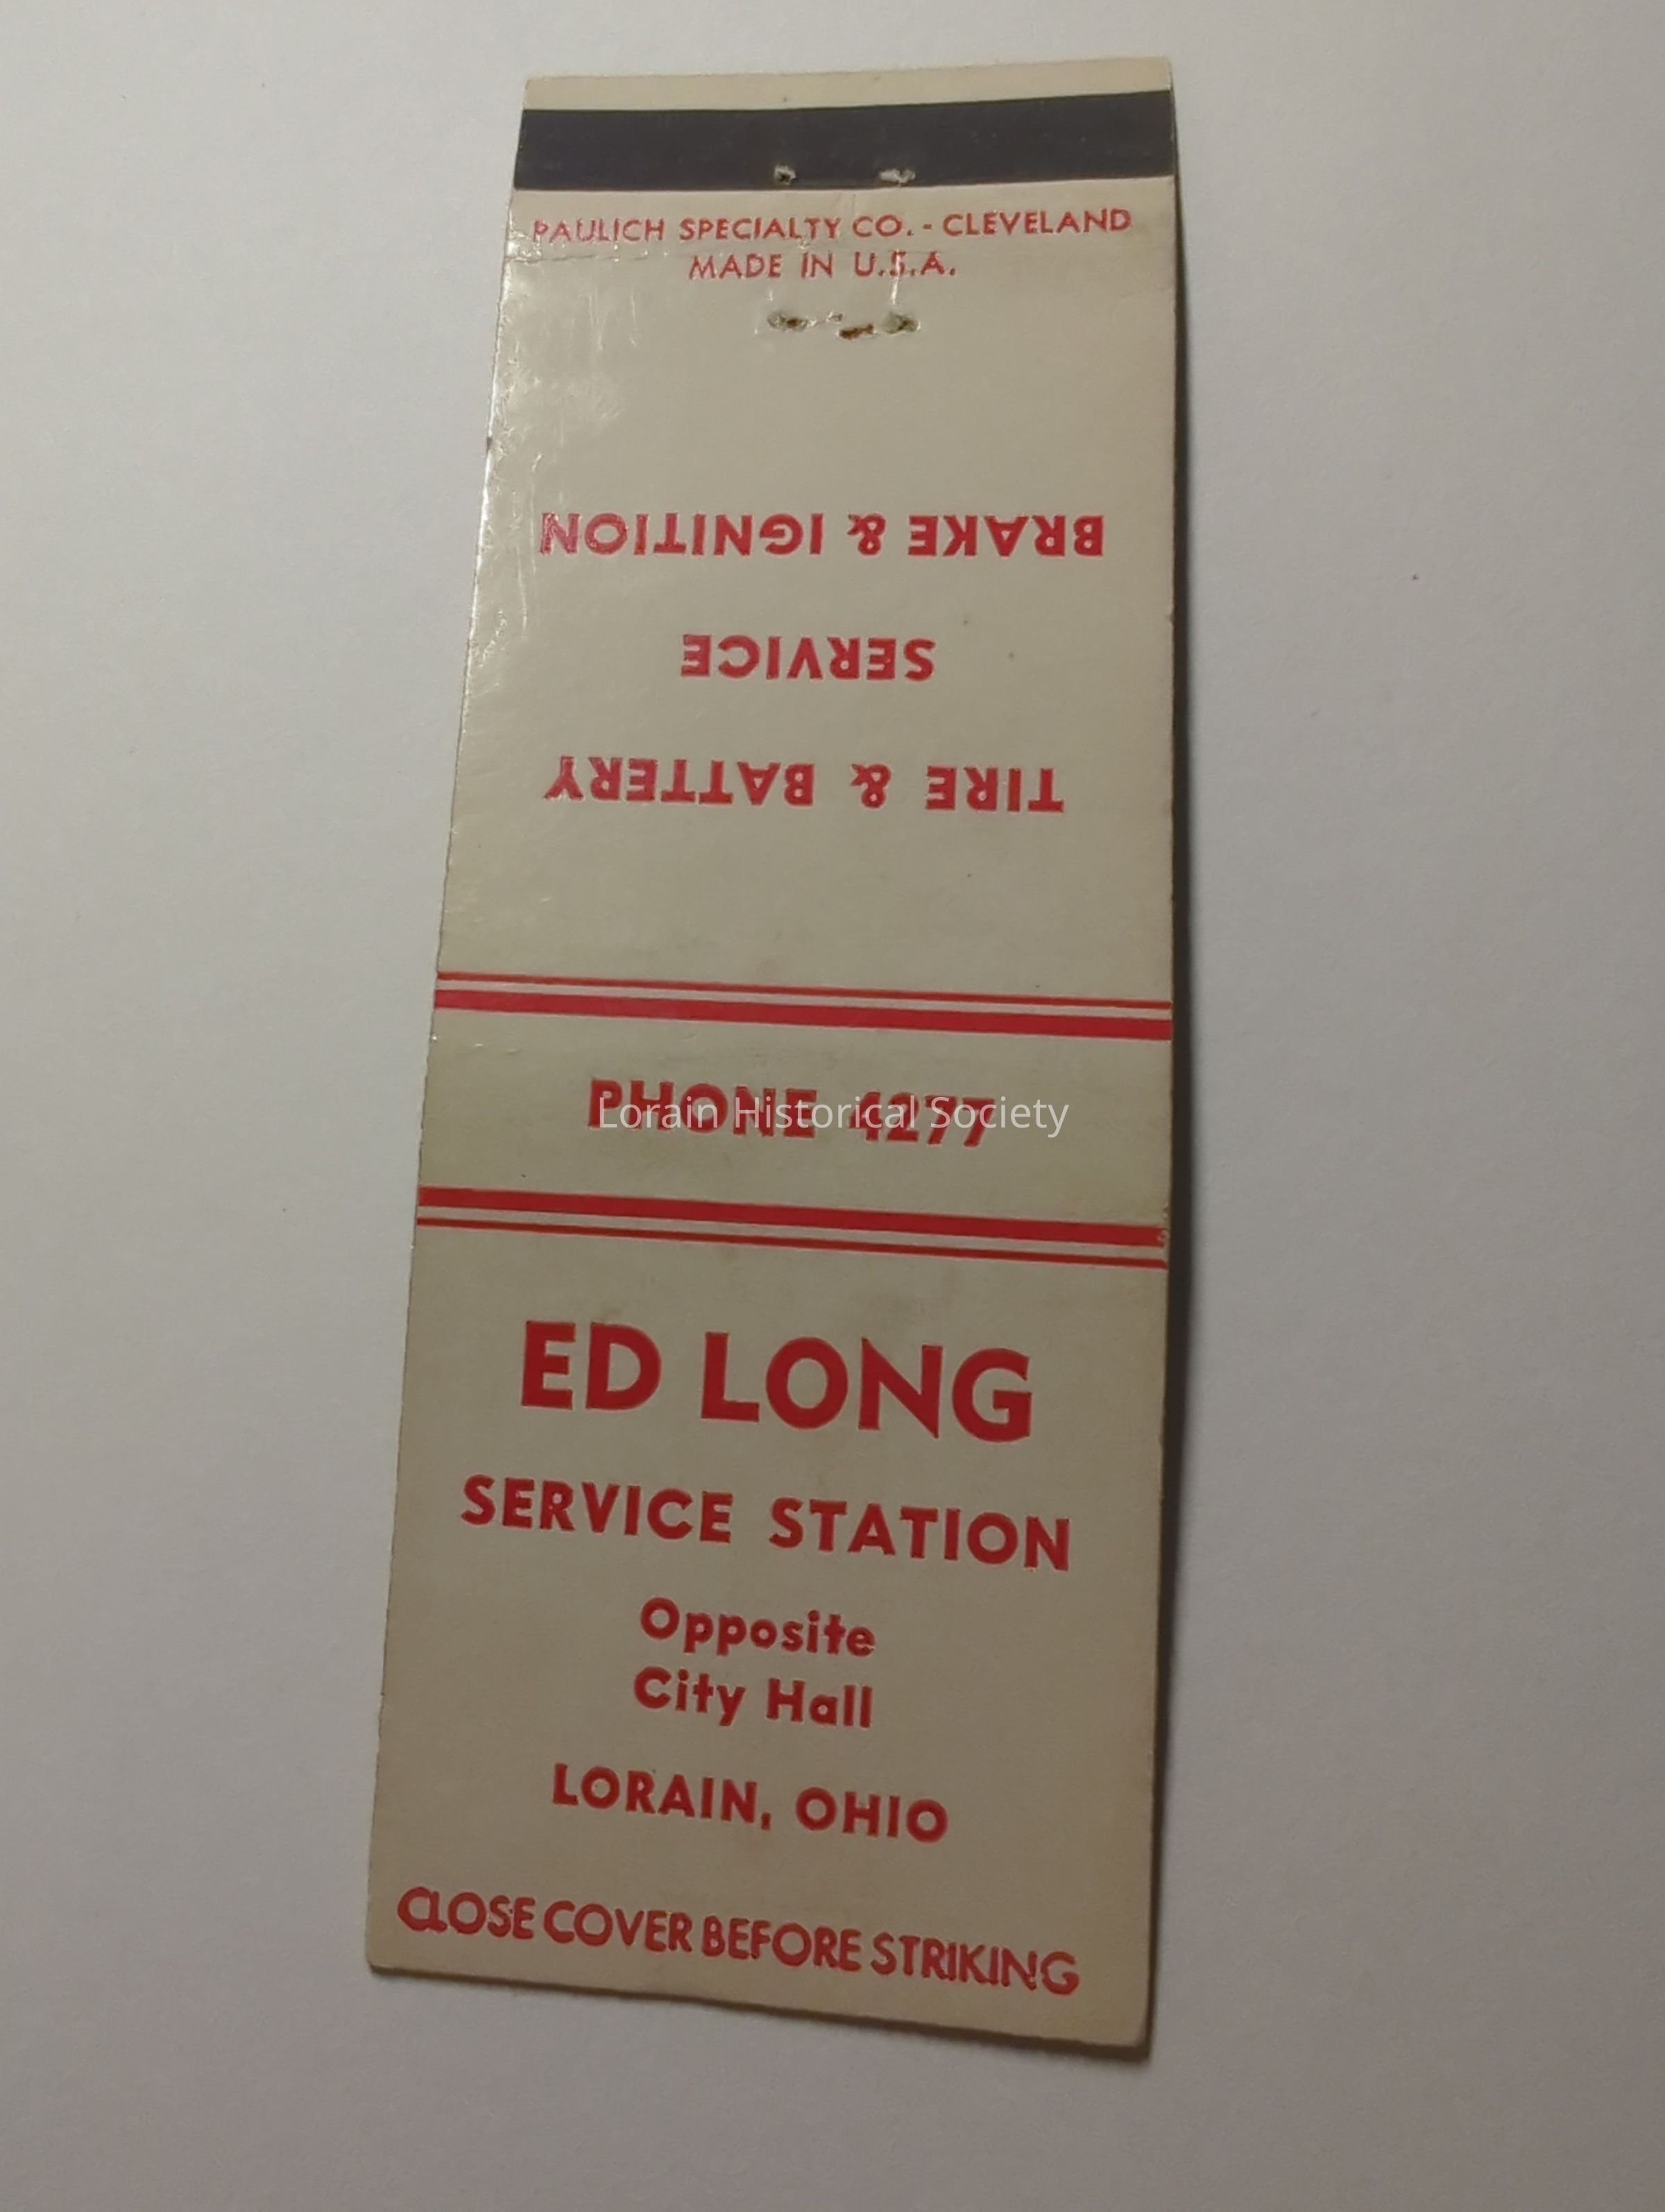 PAULICH SPECIALTY CO. - CLEVELAND
MADE IN U.S.A.
TIRE & BATTERY
SERVICE
BRAKE & IGNITION
PHONE 4277
Lorain Historical Society
ED LONG
SERVICE STATION
Opposite
City Hall
LORAIN, OHIO
CLOSE COVER BEFORE STRIKING